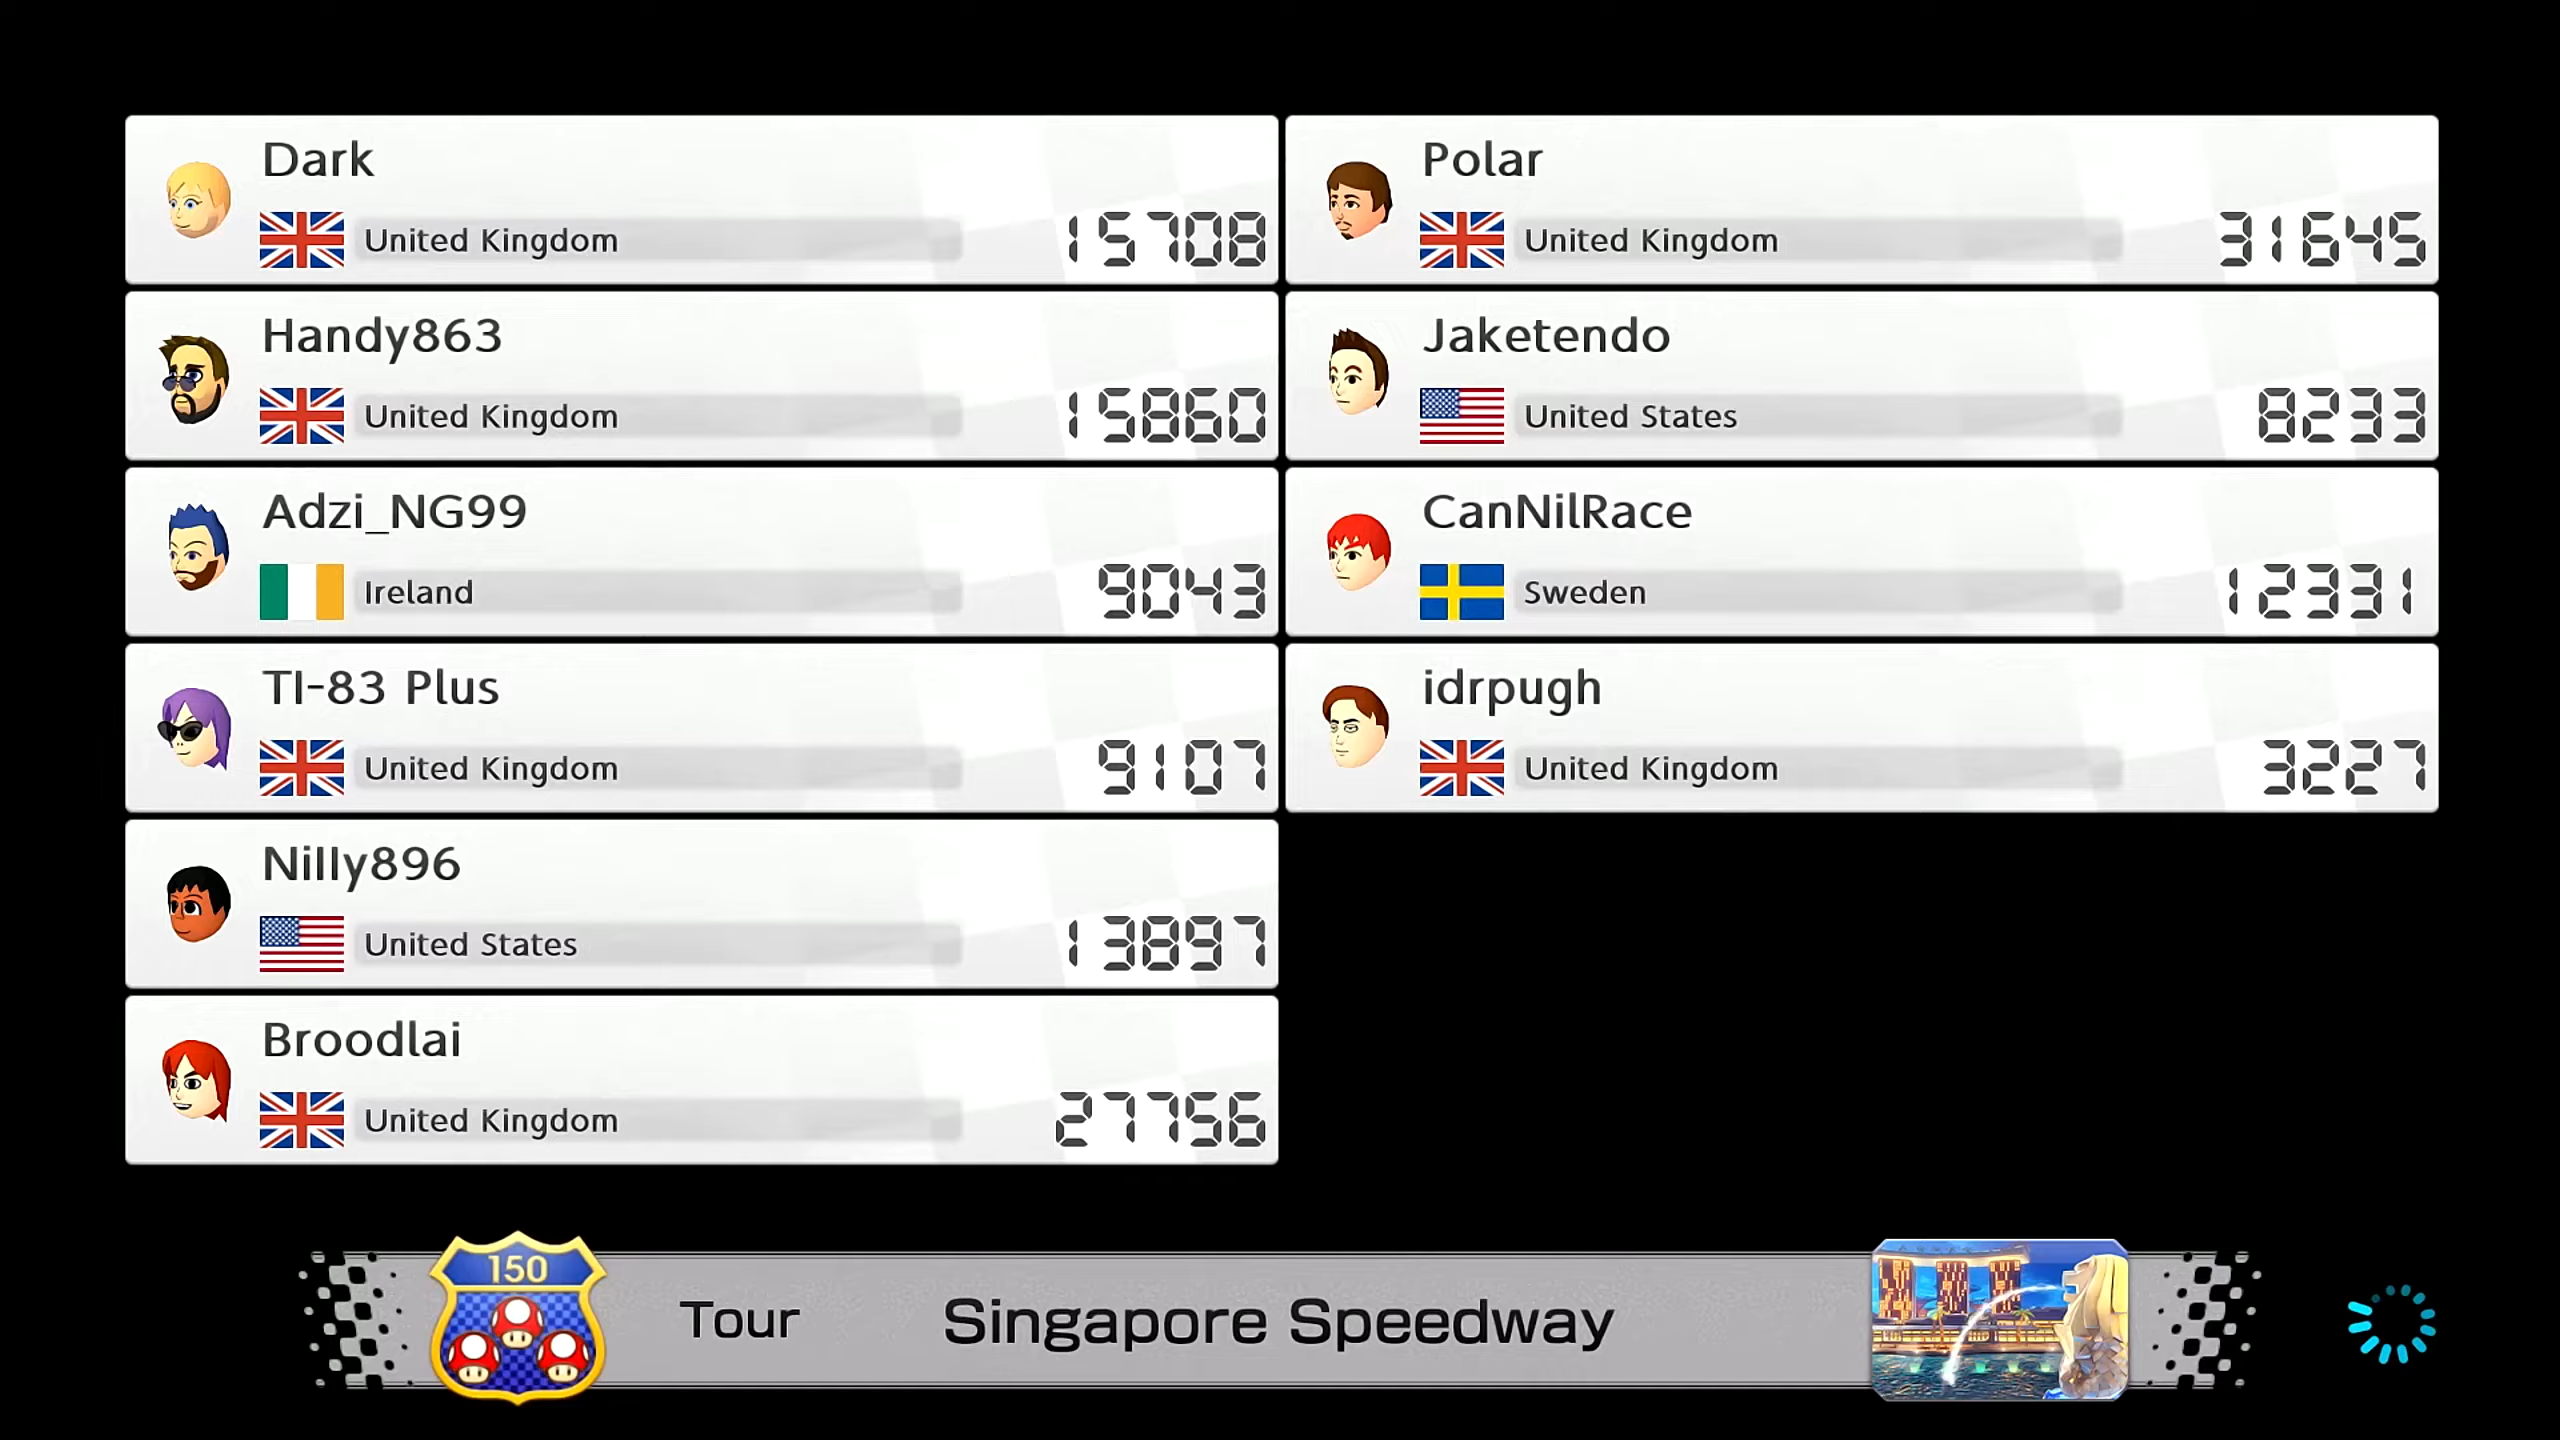 Dark
United Kingdom 15708
Handy863
United Kingdom 15860
Adzi_NG99
Ireland 9043
TI-83 Plus
United Kingdom 9107
Nilly896
United States 13897
Broodlai
United Kingdom 27756
Polar
United Kingdom 31645
Jaketendo
United States 8233
CanNilRace
Sweden 12331
idrpugh
United Kingdom 3227
150
Tour Singapore Speedway